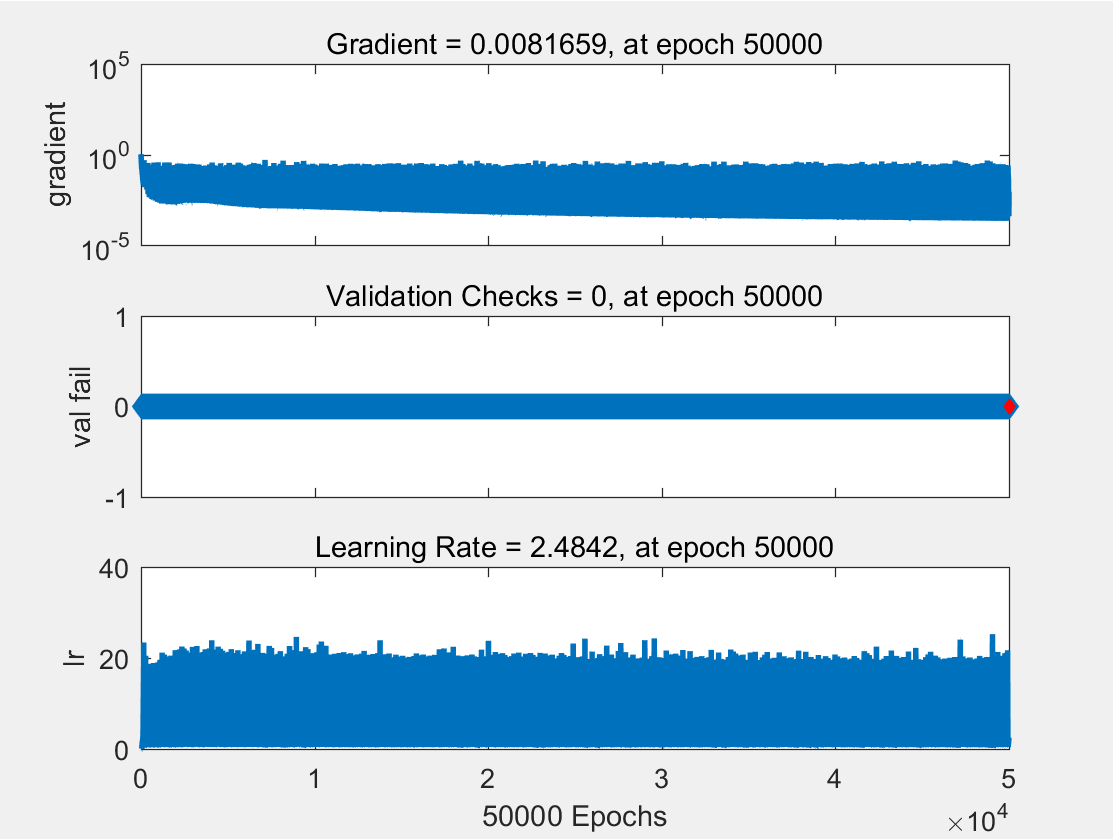 Gradient = 0.0081659, at epoch 50000
10^5
10^0
10^-5
gradient
Validation Checks = 0, at epoch 50000
1
0
-1
val fail
Learning Rate = 2.4842, at epoch 50000
40
20
0
lr
0 1 2 3 4 5
50000 Epochs
×10^4